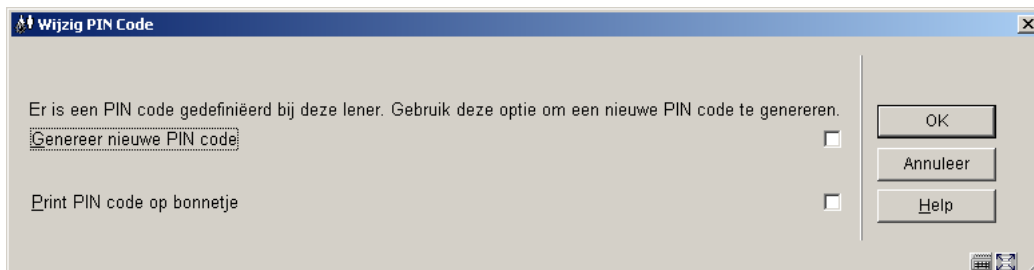 Wijzig PIN Code
Er is een PIN code gedefiniëerd bij deze lener. Gebruik deze optie om een nieuwe PIN code te genereren.
Genereer nieuwe PIN code
Print PIN code op bonnetje
OK
Annuleer
Help